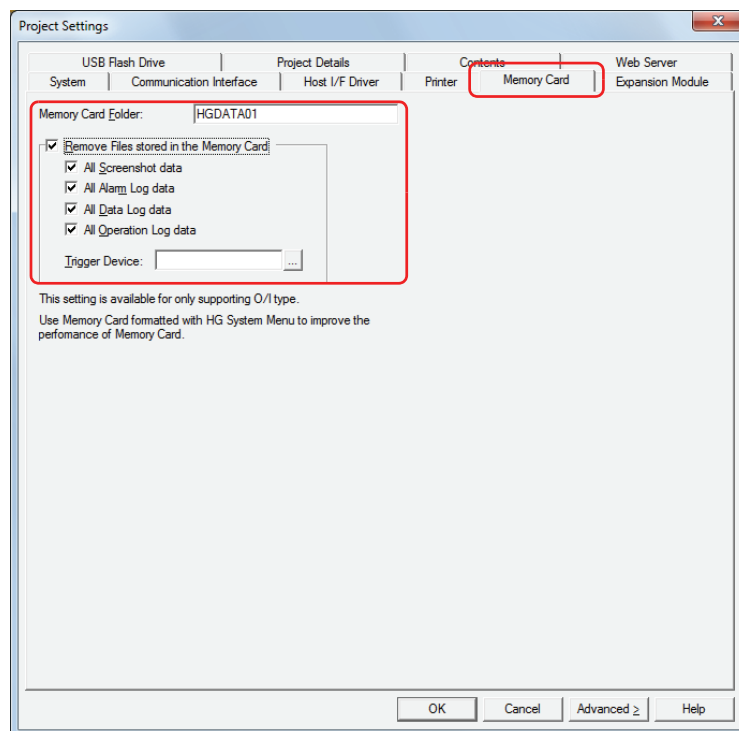 Project Settings
X
USB Flash Drive Project Details Contents Web Server
System Communication Interface Host I/F Driver Printer Memory Card Expansion Module
Memory Card Folder: HGDATA01
Remove Files stored in the Memory Card
All Screenshot data
All Alarm Log data
All Data Log data
All Operation Log data
Trigger Device: ...
This setting is available for only supporting O/I type.
Use Memory Card formatted with HG System Menu to improve the
perfomance of Memory Card.
OK Cancel Advanced > Help